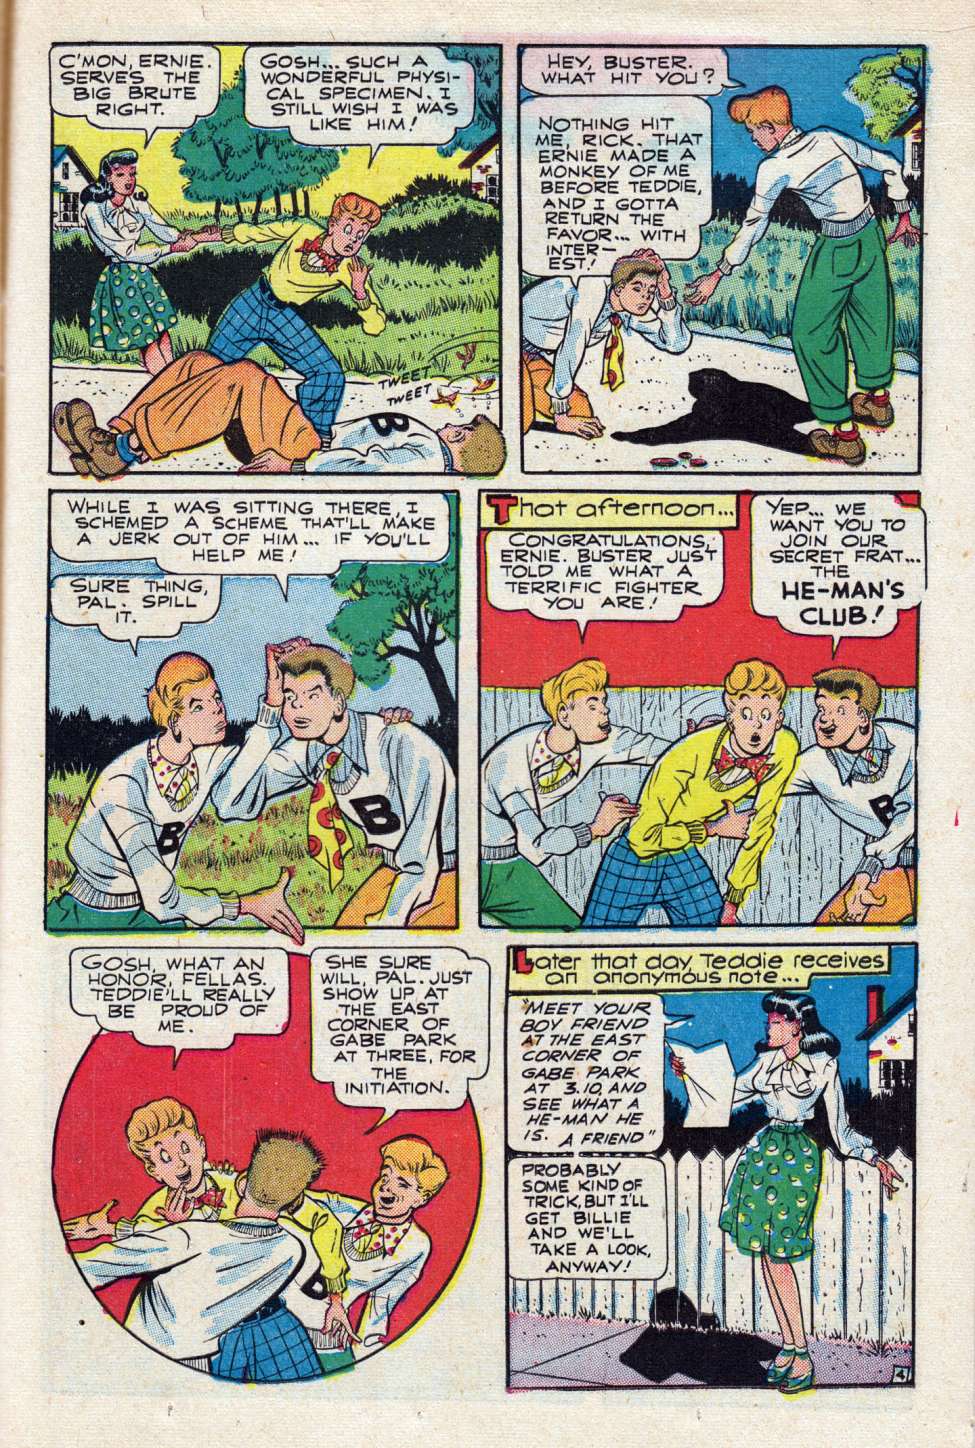 C'MON, ERNIE.
SERVES THE
BIG BRUTE
RIGHT.
GOSH... SUCH A
WONDERFUL PHYSI-
CAL SPECIMEN. I
STILL WISH I WAS
LIKE HIM!
TWEET
TWEET
B
HEY, BUSTER.
WHAT HIT YOU?
NOTHING HIT
ME, RICK. THAT
ERNIE MADE A
MONKEY OF ME
BEFORE TEDDIE,
AND I GOTTA
RETURN THE
FAVOR... WITH
INTER-
EST!
WHILE I WAS SITTING THERE, I
SCHEMED A SCHEME THAT'LL MAKE
A JERK OUT OF HIM... IF YOU'LL
HELP ME!
SURE THING,
PAL. SPILL
IT.
B
B
That afternoon...
CONGRATULATIONS,
ERNIE. BUSTER JUST
TOLD ME WHAT A
TERRIFIC FIGHTER
YOU ARE!
YEP... WE
WANT YOU TO
JOIN OUR
SECRET FRAT...
THE
HE-MAN'S
CLUB!
B
GOSH, WHAT AN
HONOR, FELLAS.
TEDDIE'LL REALLY
BE PROUD OF
ME.
SHE SURE
WILL, PAL. JUST
SHOW UP AT
THE EAST
CORNER OF
GABE PARK
AT THREE, FOR
THE
INITIATION.
B
Later that day, Teddie receives
an anonymous note...
"MEET YOUR
BOY FRIEND
AT THE EAST
CORNER OF
GABE PARK
AT 3.10, AND
SEE WHAT A
HE-MAN HE
IS. A FRIEND"
PROBABLY
SOME KIND OF
TRICK, BUT I'LL
GET BILLIE
AND WE'LL
TAKE A LOOK,
ANYWAY!
4